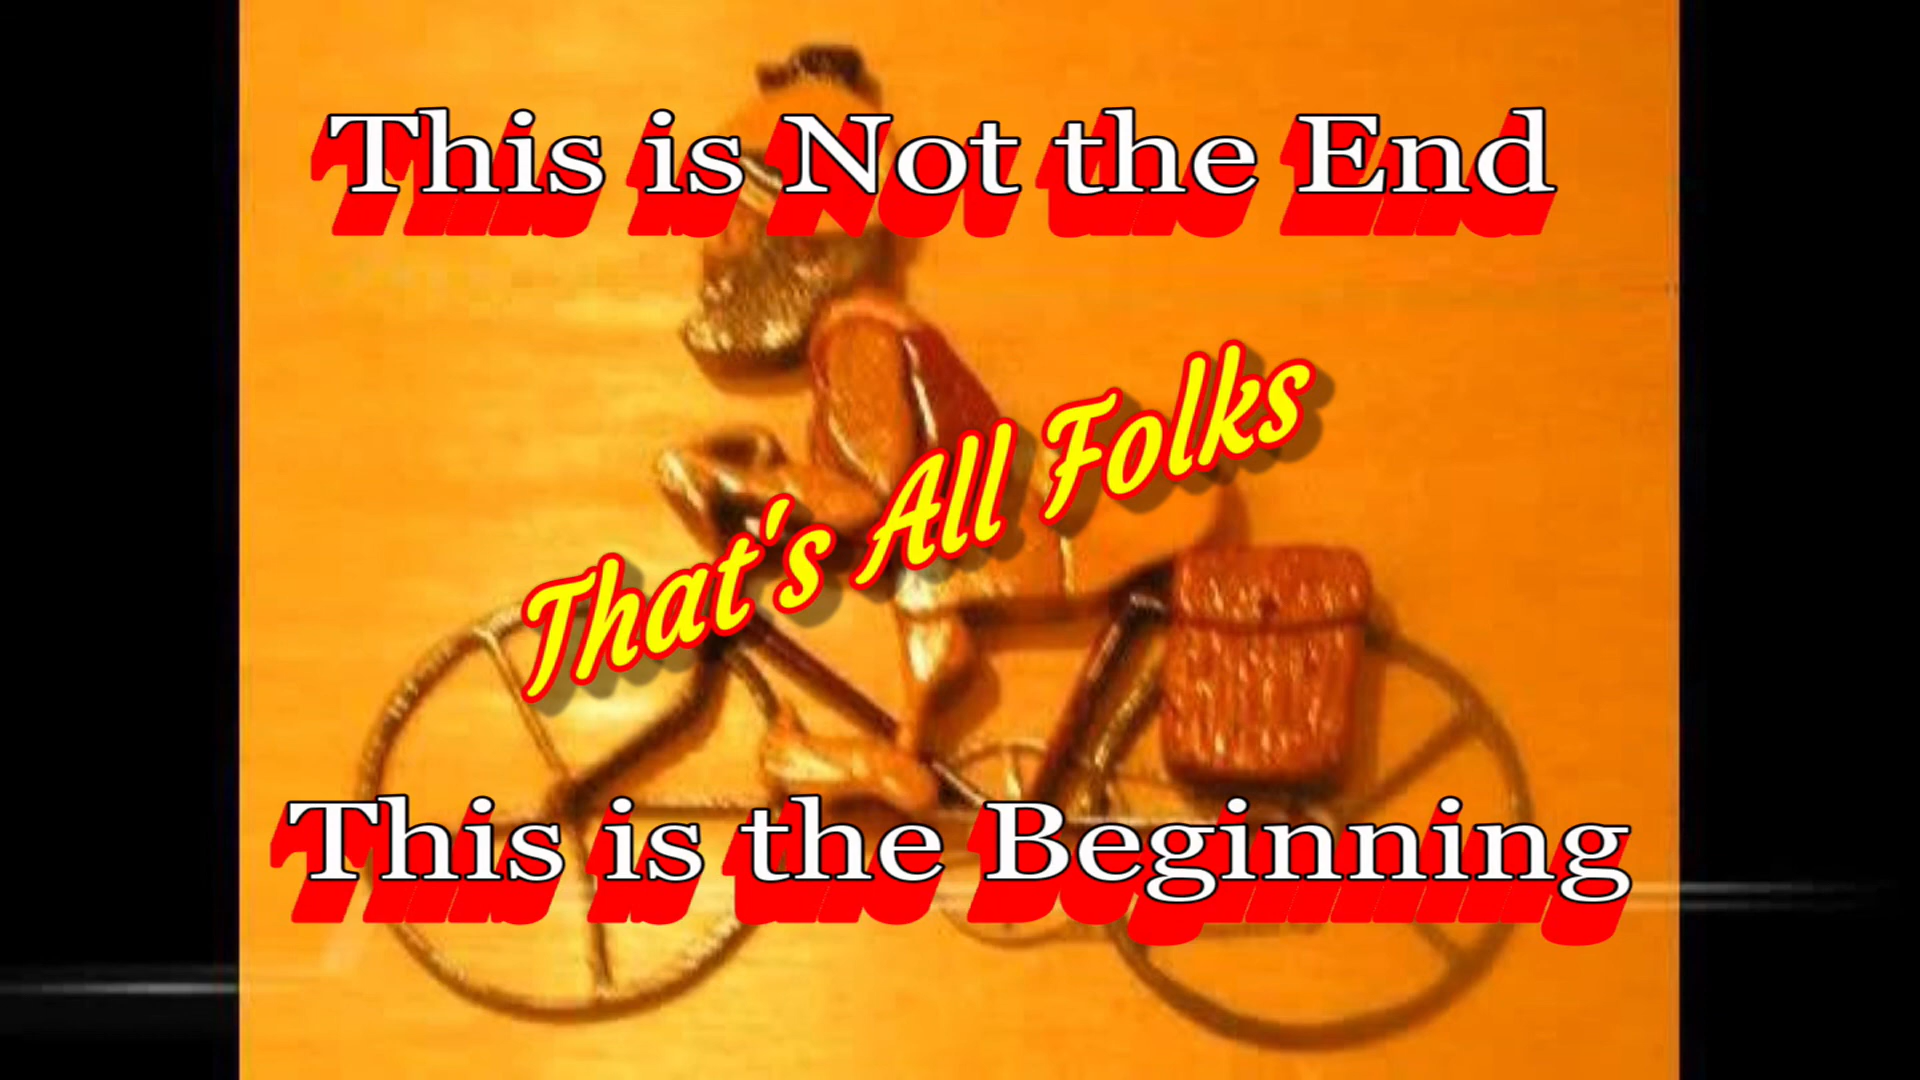 This is Not the End
That's All Folks
This is the Beginning